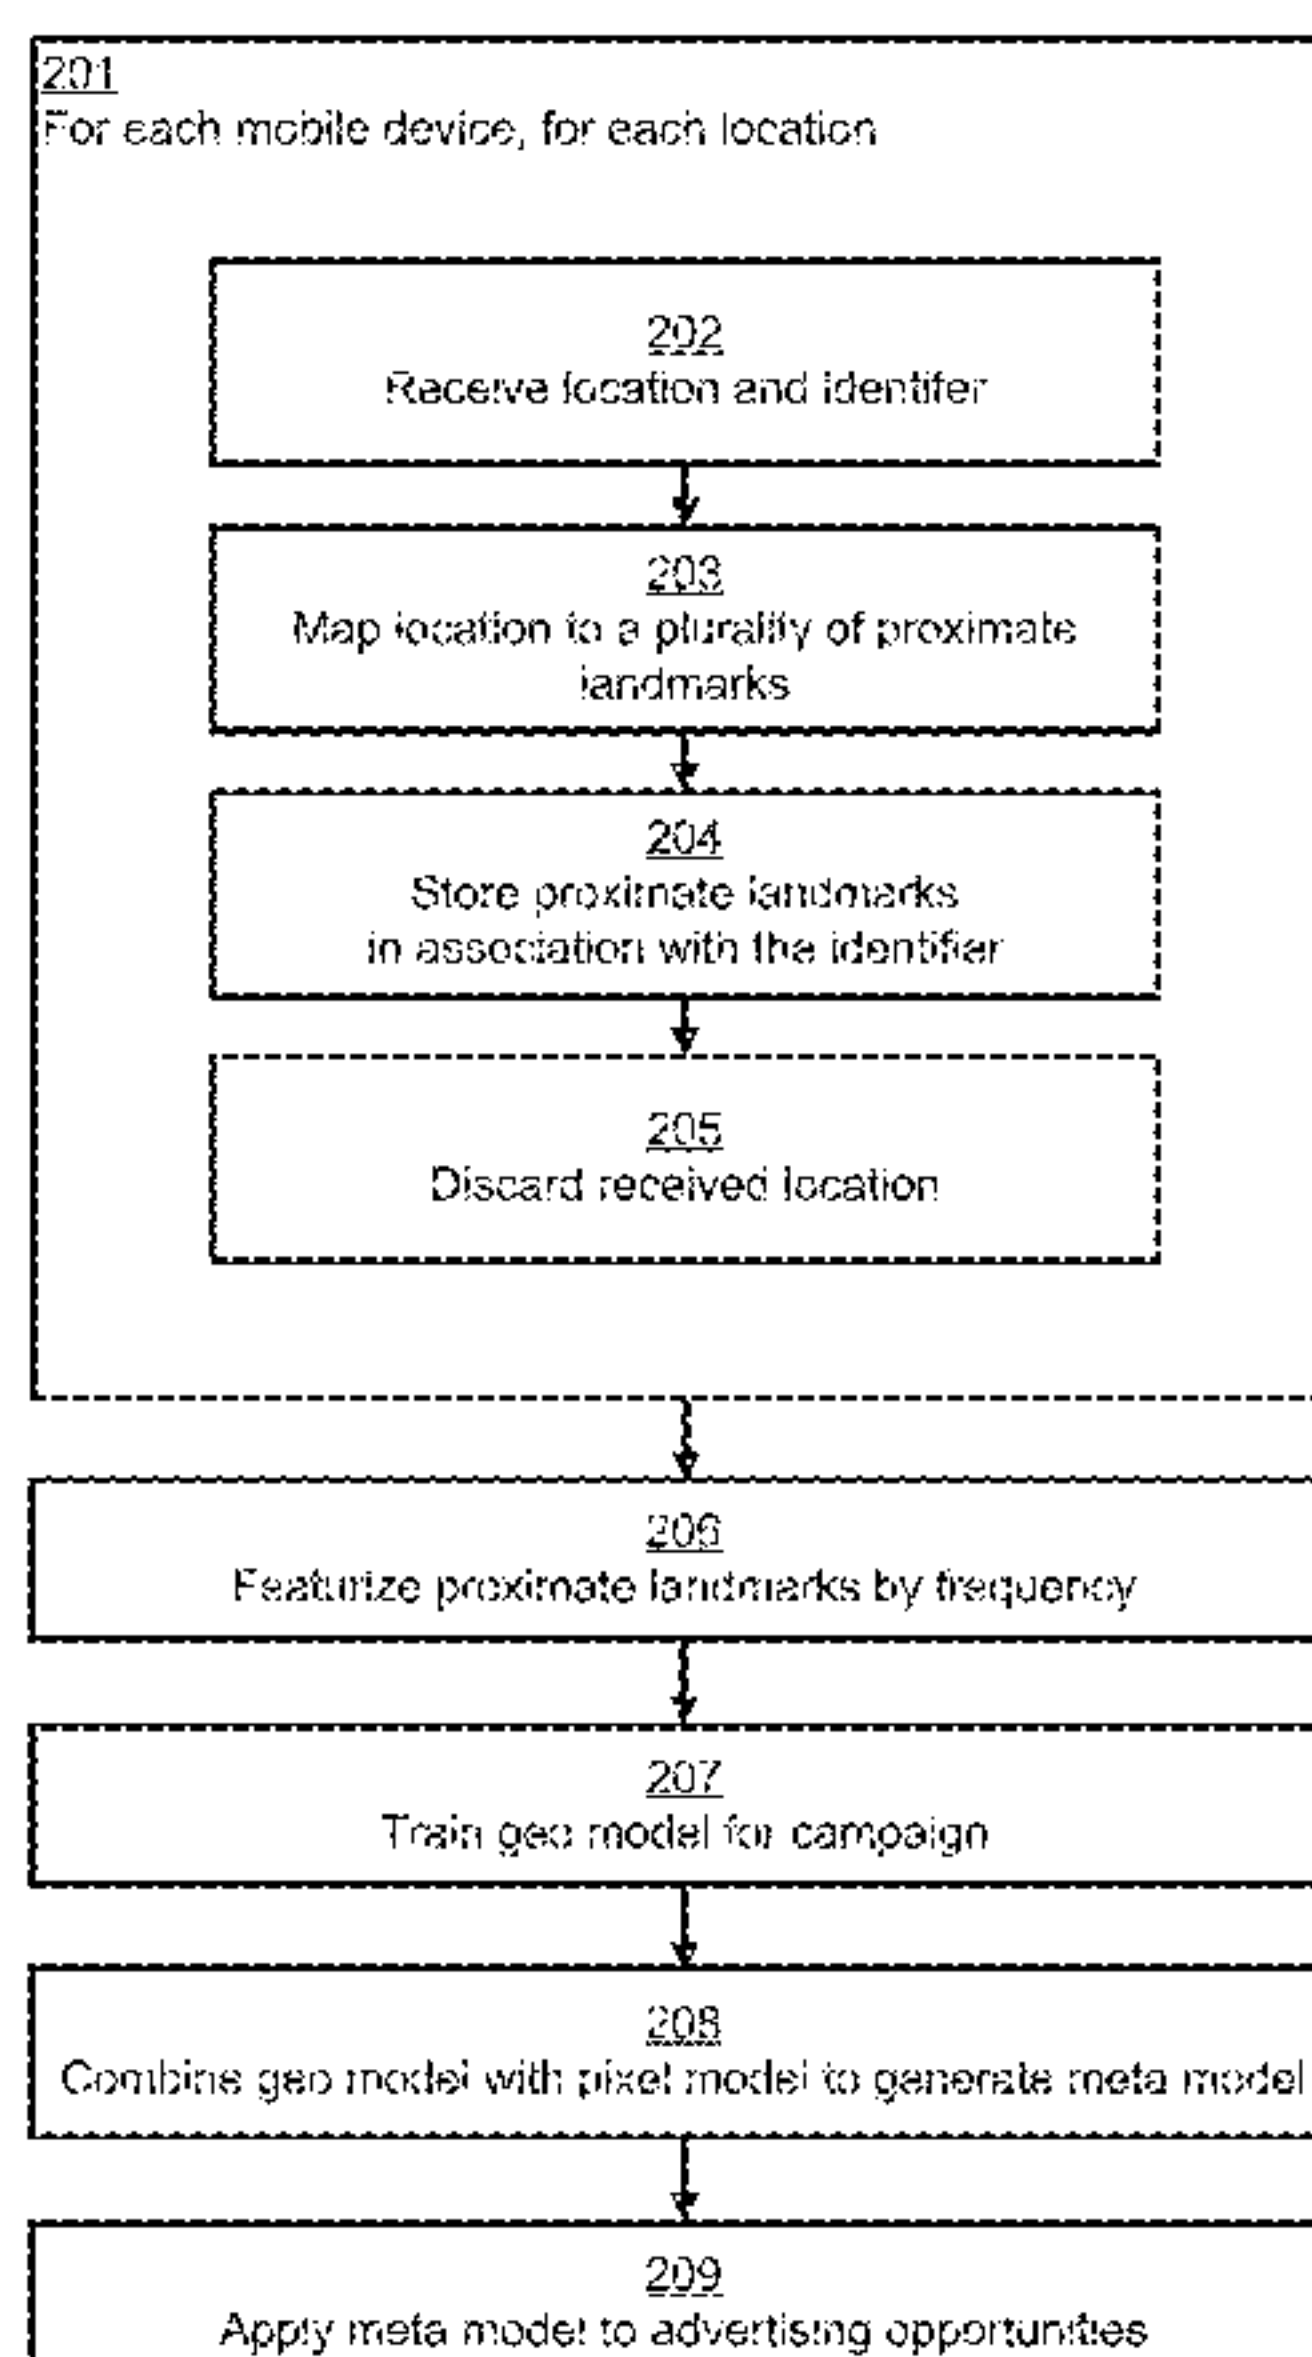 201
For each mobile device, for each location
202
Receive location and identifer
203
Map location to a plurality of proximate
landmarks
204
Store proximate landmarks
in association with the identifier
205
Discard received location
206
Featurize proximate landmarks by frequency
207
Train geo model for campaign
208
Combine geo model with pixel model to generate meta model
209
Apply meta model to advertising opportunities